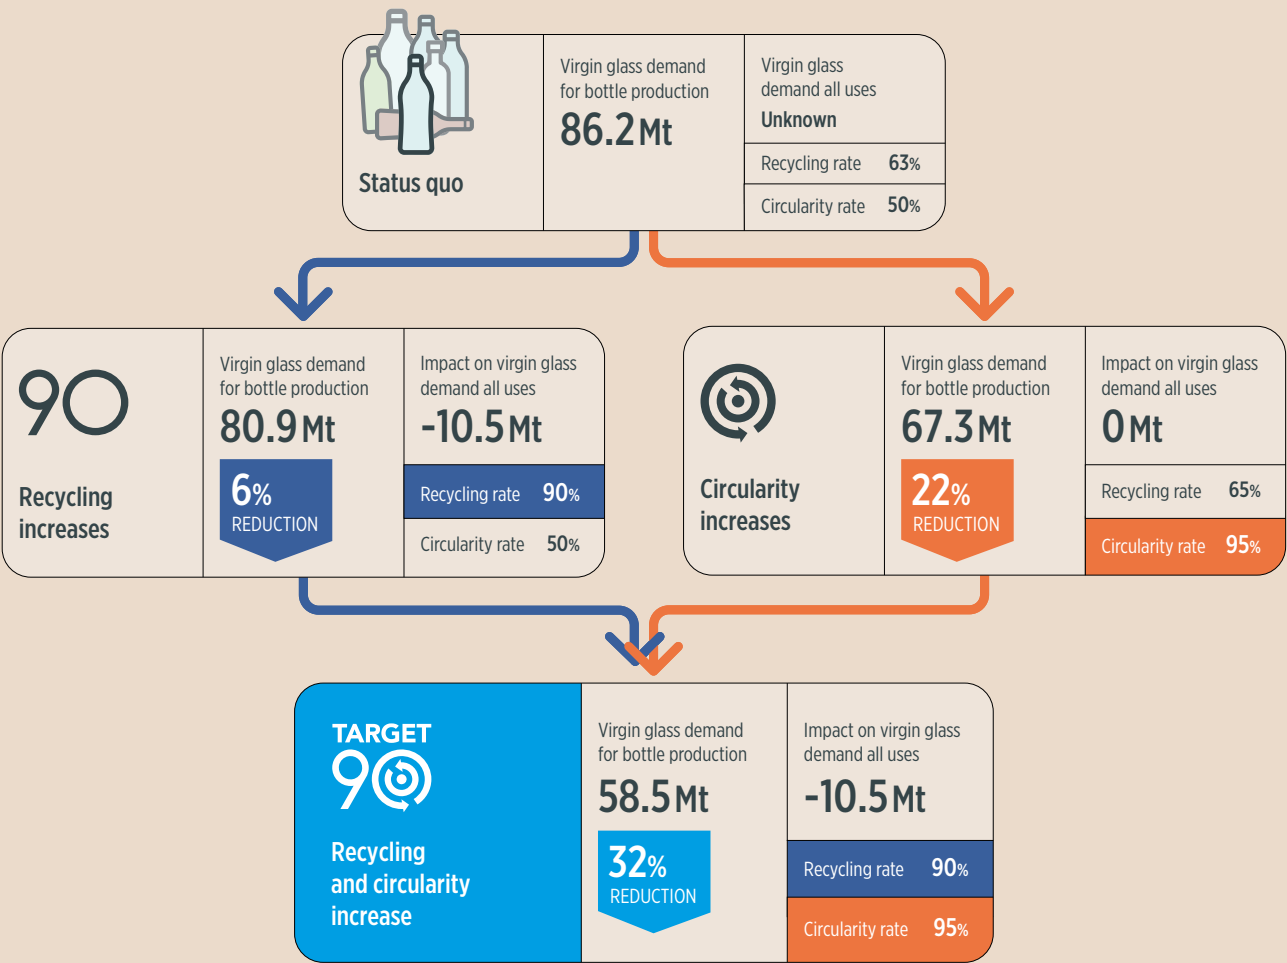 Status quo
Virgin glass demand
for bottle production
86.2 Mt
Virgin glass
demand all uses
Unknown
Recycling rate 63%
Circularity rate 50%
90
Recycling
increases
Virgin glass demand
for bottle production
80.9 Mt
6%
REDUCTION
Impact on virgin glass
demand all uses
-10.5 Mt
Recycling rate 90%
Circularity rate 50%
Circularity
increases
Virgin glass demand
for bottle production
67.3 Mt
22%
REDUCTION
Impact on virgin glass
demand all uses
0 Mt
Recycling rate 65%
Circularity rate 95%
TARGET
90
Recycling
and circularity
increase
Virgin glass demand
for bottle production
58.5 Mt
32%
REDUCTION
Impact on virgin glass
demand all uses
-10.5 Mt
Recycling rate 90%
Circularity rate 95%